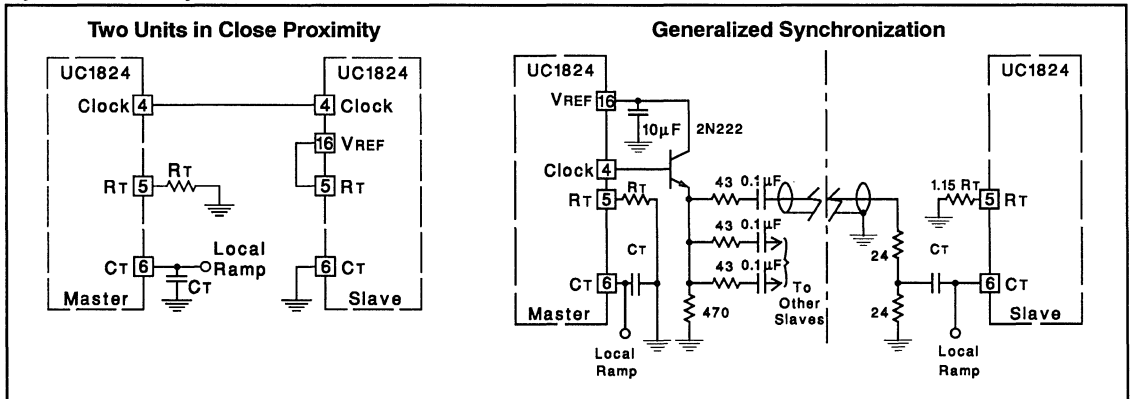 Two Units in Close Proximity
UC1824
Clock 4
RT 5
RT
CT 6
Local
Ramp
CT
Master
UC1824
4 Clock
16 VREF
5 RT
6 CT
Slave
Generalized Synchronization
UC1824
VREF 16
10µF
2N222
Clock 4
RT 5
RT
43 0.1µF
43 0.1µF
43 0.1µF
CT
CT 6
To
Other
Slaves
470
Master
Local
Ramp
UC1824
1.15 RT
5 RT
24
CT
6 CT
24
Slave
Local
Ramp